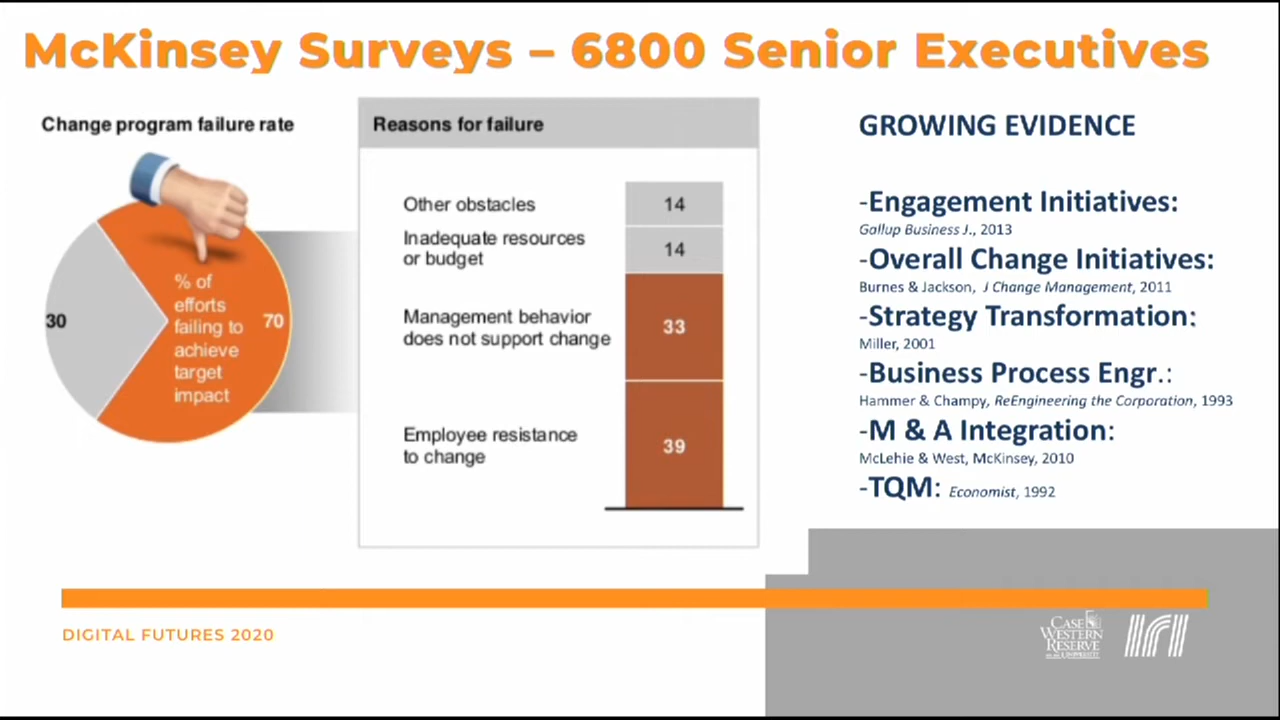 McKinsey Surveys – 6800 Senior Executives
Change program failure rate
30
% of
efforts
failing to
achieve
target
impact
70
Reasons for failure
Other obstacles
14
Inadequate resources
or budget
14
Management behavior
does not support change
33
Employee resistance
to change
39
GROWING EVIDENCE
-Engagement Initiatives:
Gallup Business J., 2013
-Overall Change Initiatives:
Burnes & Jackson, J Change Management, 2011
-Strategy Transformation:
Miller, 2001
-Business Process Engr.:
Hammer & Champy, ReEngineering the Corporation, 1993
-M & A Integration:
McLehie & West, McKinsey, 2010
-TQM: Economist, 1992
DIGITAL FUTURES 2020
CASE
WESTERN
RESERVE
UNIVERSITY